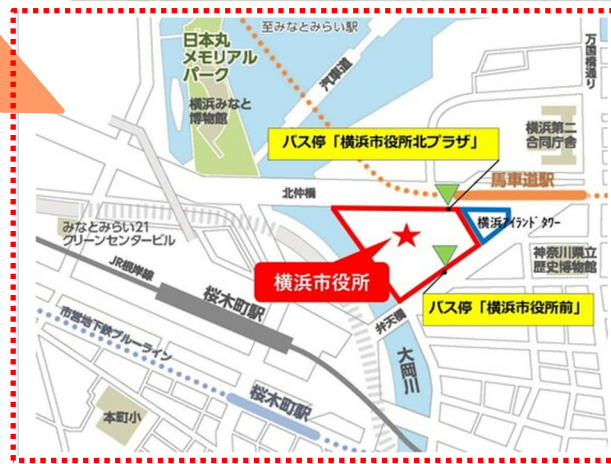 至みなとみらい駅
日本丸
メモリアル
パーク
汽車道
万国橋通り
横浜みなと
博物館
横浜第二
合同庁舎
バス停「横浜市役所北プラザ」
馬車道駅
北仲橋
みなとみらい21
グリーンセンタービル
横浜アイランドタワー
神奈川県立
歴史博物館
JR根岸線
横浜市役所
桜木町駅
バス停「横浜市役所前」
弁天橋
市営地下鉄ブルーライン
大岡川
桜木町駅
本町小